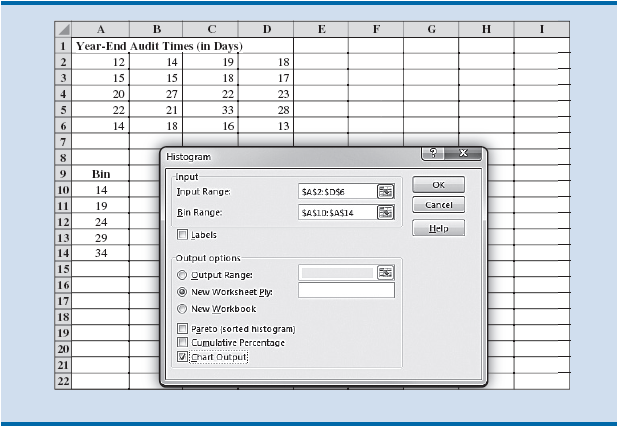 A B C D E F G H I
1 Year-End Audit Times (in Days)
2 12 14 19 18
3 15 15 18 17
4 20 27 22 23
5 22 21 33 28
6 14 18 16 13
7
8
9 Bin
10 14
11 19
12 24
13 29
14 34
15
16
17
18
19
20
21
22
Histogram
? X
Input
Input Range: $A$2:$D$6
Bin Range: $A$10:$A$14
Labels
OK
Cancel
Help
Output options
Output Range:
New Worksheet Ply:
New Workbook
Pareto (sorted histogram)
Cumulative Percentage
Chart Output